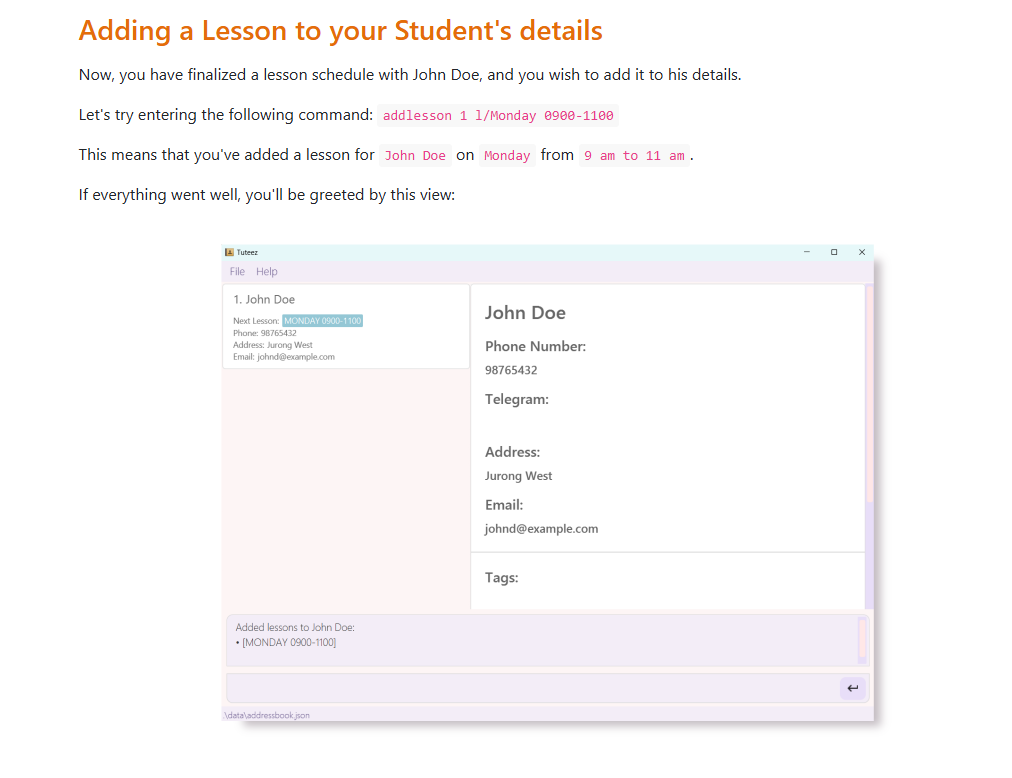 Adding a Lesson to your Student's details
Now, you have finalized a lesson schedule with John Doe, and you wish to add it to his details.
Let's try entering the following command: addlesson 1 l/Monday 0900-1100
This means that you've added a lesson for John Doe on Monday from 9 am to 11 am.
If everything went well, you'll be greeted by this view:
Tuteez
File Help
1. John Doe
Next Lesson: MONDAY 0900-1100
Phone: 98765432
Address: Jurong West
Email: johnd@example.com
John Doe
Phone Number:
98765432
Telegram:
Address:
Jurong West
Email:
johnd@example.com
Tags:
Added lessons to John Doe:
• [MONDAY 0900-1100]
.\data\addressbook.json